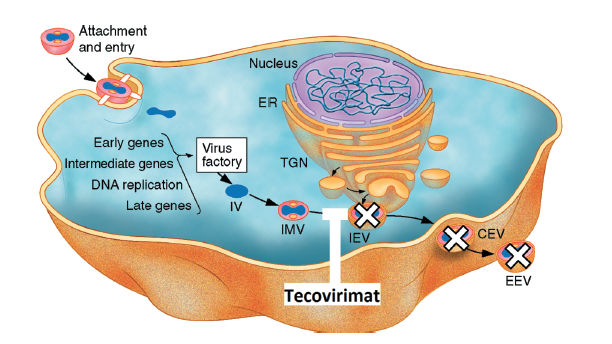 Attachment
and entry
Nucleus
ER
TGN
Early genes
Intermediate genes
DNA replication
Late genes
Virus
factory
IV
IMV
IEV
CEV
EEV
Tecovirimat